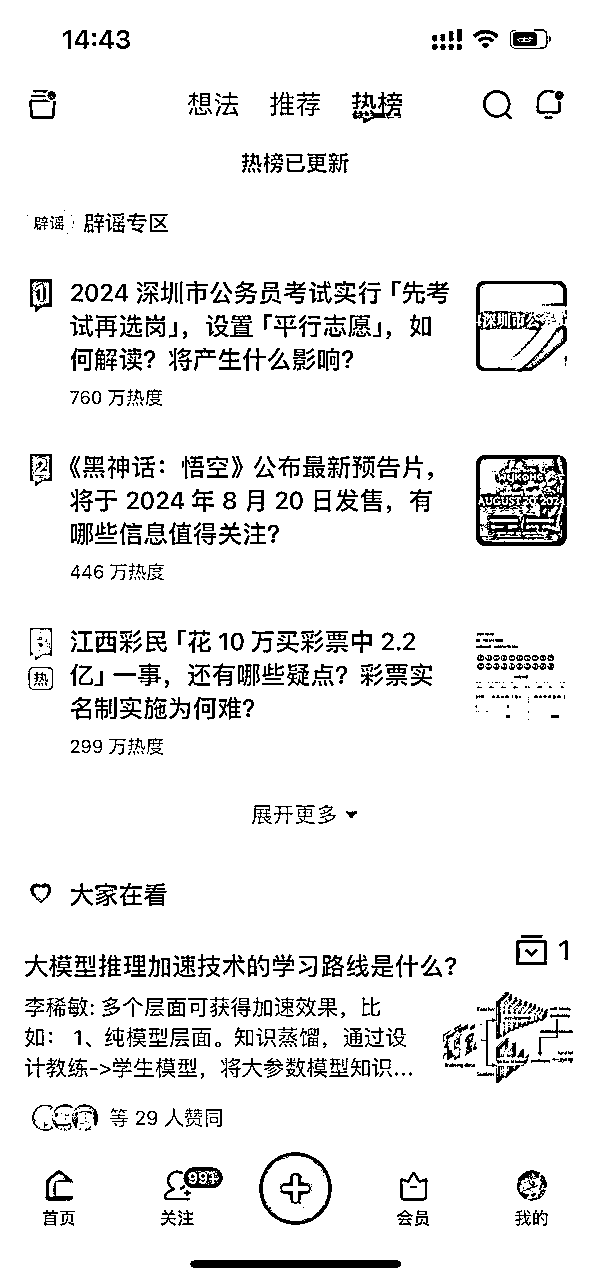 14:43
想法 推荐 热榜
热榜已更新
辟谣 辟谣专区
1
2024 深圳市公务员考试实行「先考
试再选岗」，设置「平行志愿」，如
何解读？将产生什么影响？
760 万热度
2
《黑神话：悟空》公布最新预告片，
将于 2024 年 8 月 20 日发售，有
哪些信息值得关注？
WUKONG
AUGUST 20 202
446 万热度
江西彩民「花 10 万买彩票中 2.2
热 亿」一事，还有哪些疑点？彩票实
名制实施为何难？
299 万热度
展开更多
大家在看
1
大模型推理加速技术的学习路线是什么？
李稀敏: 多个层面可获得加速效果，比
如： 1、纯模型层面。知识蒸馏，通过设
计教练->学生模型，将大参数模型知识...
等 29 人赞同
99+
首页 关注 会员 我的